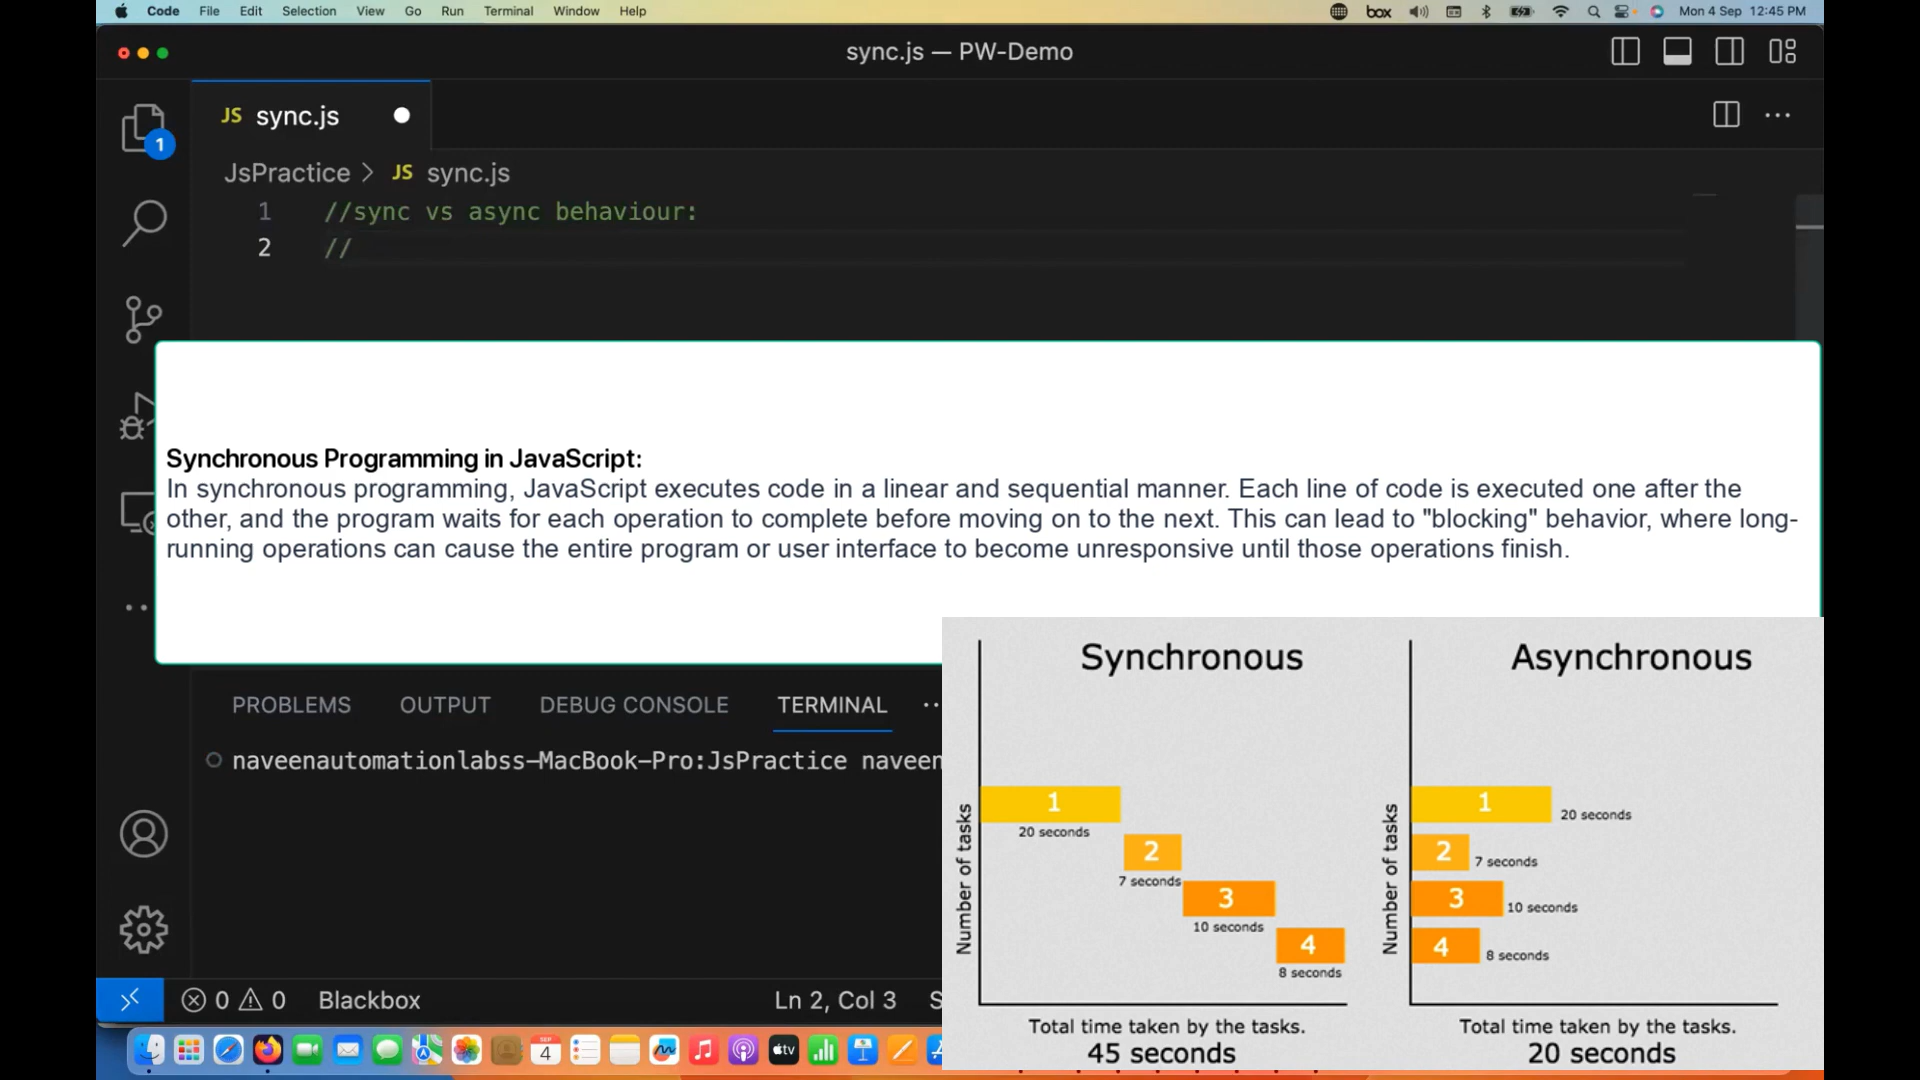 Code File Edit Selection View Go Run Terminal Window Help box Mon 4 Sep 12:45 PM
sync.js — PW-Demo
JS sync.js
1
JsPractice > JS sync.js
1 //sync vs async behaviour:
2 //
Synchronous Programming in JavaScript:
In synchronous programming, JavaScript executes code in a linear and sequential manner. Each line of code is executed one after the
other, and the program waits for each operation to complete before moving on to the next. This can lead to "blocking" behavior, where long-
running operations can cause the entire program or user interface to become unresponsive until those operations finish.
PROBLEMS OUTPUT DEBUG CONSOLE TERMINAL
naveenautomationlabss-MacBook-Pro:JsPractice naveen
0 0 Blackbox Ln 2, Col 3 S
Synchronous
Number of tasks
1
20 seconds
2
7 seconds
3
10 seconds
4
8 seconds
Total time taken by the tasks.
45 seconds
Asynchronous
Number of tasks
1 20 seconds
2 7 seconds
3 10 seconds
4 8 seconds
Total time taken by the tasks.
20 seconds
SEP
4
tv